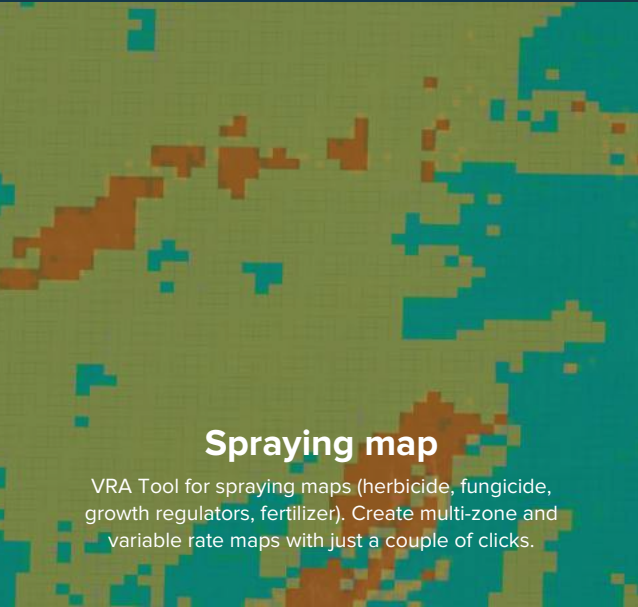 Spraying map
VRA Tool for spraying maps (herbicide, fungicide,
growth regulators, fertilizer). Create multi-zone and
variable rate maps with just a couple of clicks.